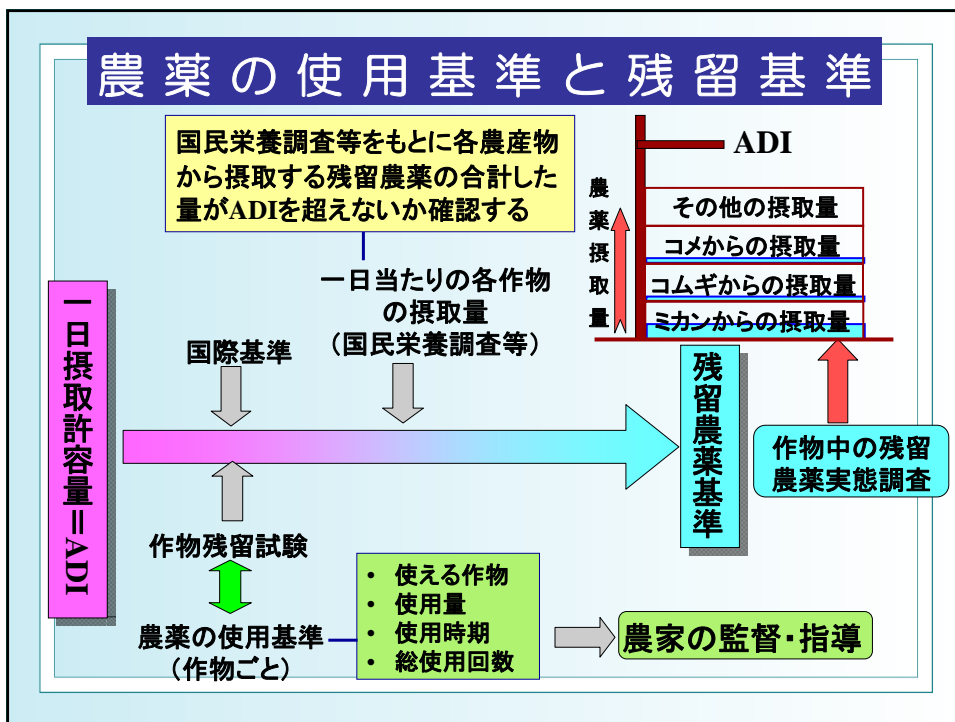 農薬の使用基準と残留基準
国民栄養調査等をもとに各農産物
から摂取する残留農薬の合計した
量がADIを超えないか確認する
ADI
農薬摂取量
その他の摂取量
コメからの摂取量
コムギからの摂取量
ミカンからの摂取量
一日当たりの各作物
の摂取量
(国民栄養調査等)
国際基準
一日摂取許容量=ADI
残留農薬基準
作物中の残留
農薬実態調査
作物残留試験
農薬の使用基準
(作物ごと)
• 使える作物
• 使用量
• 使用時期
• 総使用回数
農家の監督・指導